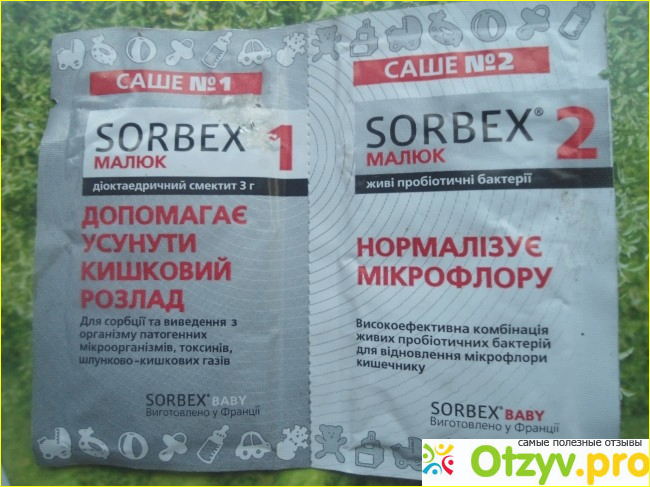 САШЕ №1
SORBEX® 1
МАЛЮК
діоктаедричний смектит 3 г
ДОПОМАГАЄ
УСУНУТИ
КИШКОВИЙ
РОЗЛАД
Для сорбції та виведення з
організму патогенних
мікроорганізмів, токсинів,
шлунково-кишкових газів
SORBEX® BABY
Виготовлено у Франції
САШЕ №2
SORBEX® 2
МАЛЮК
живі пробіотичні бактерії
НОРМАЛІЗУЄ
МІКРОФЛОРУ
Високоефективна комбінація
живих пробіотичних бактерій
для відновлення мікрофлори
кишечнику
SORBEX® BABY
Виготовлено у Франції
самые полезные отзывы
Otzyv.pro